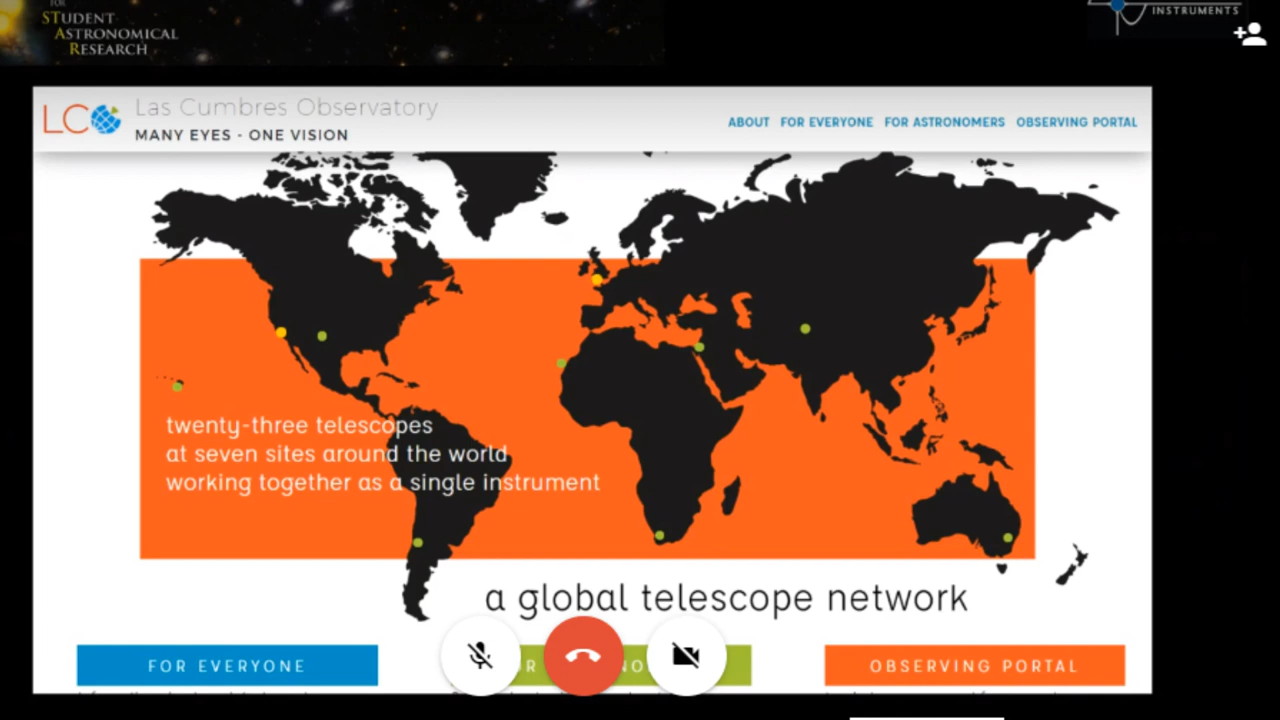 FOR
STUDENT
ASTRONOMICAL
RESEARCH
INSTRUMENTS
LCO
Las Cumbres Observatory
MANY EYES - ONE VISION
ABOUT FOR EVERYONE FOR ASTRONOMERS OBSERVING PORTAL
twenty-three telescopes
at seven sites around the world
working together as a single instrument
a global telescope network
FOR EVERYONE
OBSERVING PORTAL